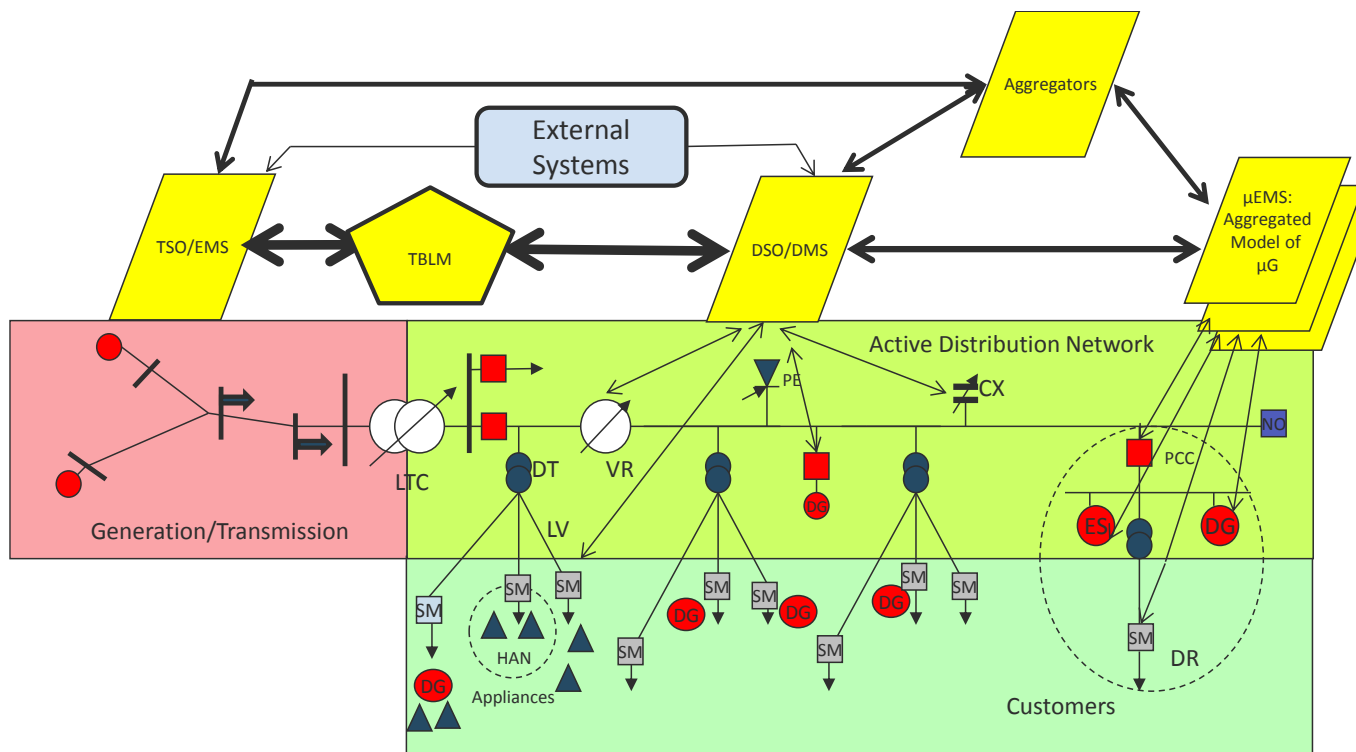 Aggregators
External
Systems
µEMS:
Aggregated
Model of
µG
TSO/EMS
TBLM
DSO/DMS
Active Distribution Network
PE
CX
NO
LTC
DT
VR
DG
PCC
ES
DG
Generation/Transmission
LV
SM
SM
SM
SM
SM
SM
SM
SM
DG
DG
DG
SM
SM
SM
HAN
DR
DG
Appliances
Customers